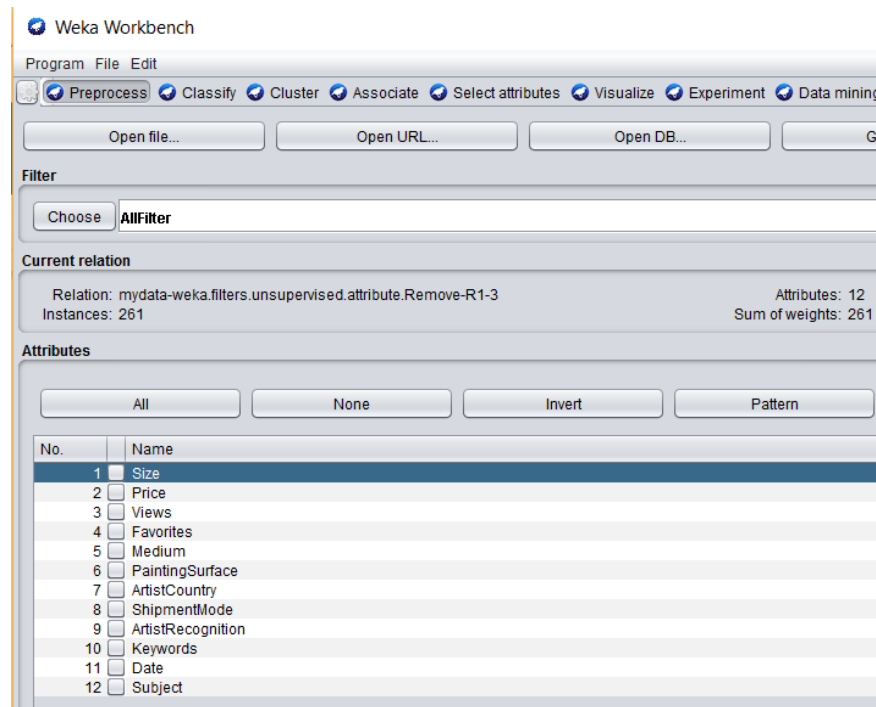 Weka Workbench
Program File Edit
Preprocess Classify Cluster Associate Select attributes Visualize Experiment Data mining
Open file... Open URL... Open DB... G
Filter
Choose AllFilter
Current relation
Relation: mydata-weka.filters.unsupervised.attribute.Remove-R1-3 Attributes: 12
Instances: 261 Sum of weights: 261
Attributes
All None Invert Pattern
No. Name
1 Size
2 Price
3 Views
4 Favorites
5 Medium
6 PaintingSurface
7 ArtistCountry
8 ShipmentMode
9 ArtistRecognition
10 Keywords
11 Date
12 Subject